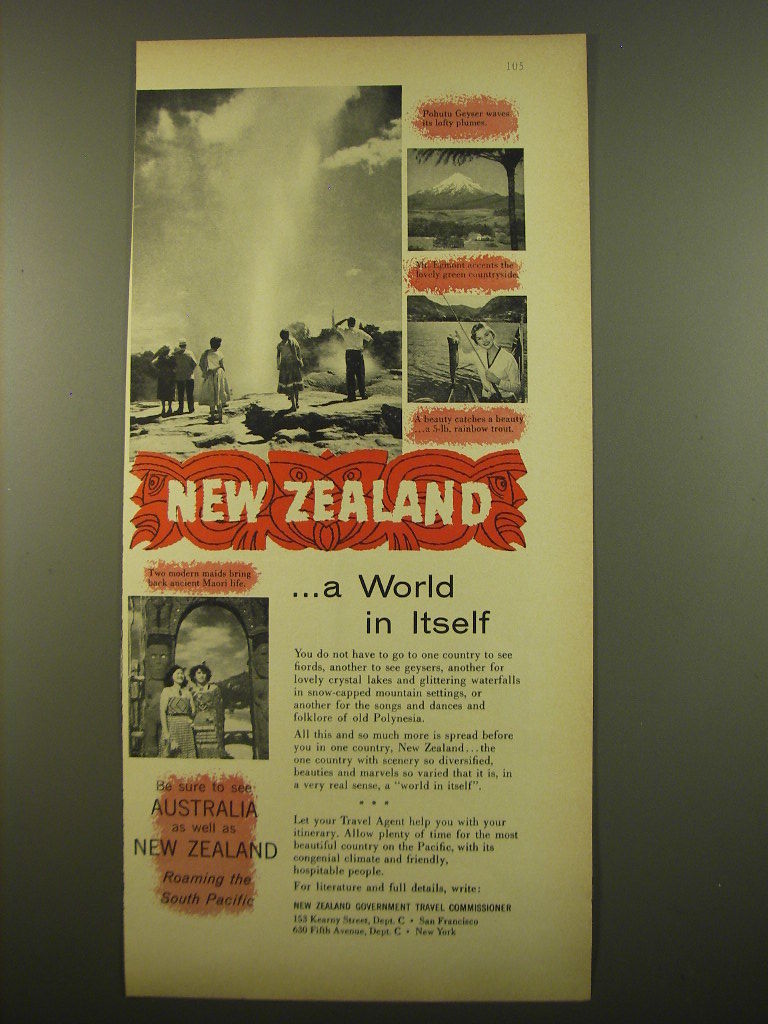 105
Pohutu Geyser waves
its lofty plumes.
Mt. Egmont accents the
lovely green countryside.
A beauty catches a beauty
...a 5-lb. rainbow trout.
NEW ZEALAND
Two modern maids bring
back ancient Maori life.
...a World
in Itself
You do not have to go to one country to see
fiords, another to see geysers, another for
lovely crystal lakes and glittering waterfalls
in snow-capped mountain settings, or
another for the songs and dances and
folklore of old Polynesia.
All this and so much more is spread before
you in one country, New Zealand...the
one country with scenery so diversified,
beauties and marvels so varied that it is, in
a very real sense, a "world in itself".
* * *
Let your Travel Agent help you with your
itinerary. Allow plenty of time for the most
beautiful country on the Pacific, with its
congenial climate and friendly,
hospitable people.
For literature and full details, write:
NEW ZEALAND GOVERNMENT TRAVEL COMMISSIONER
153 Kearny Street, Dept. C • San Francisco
630 Fifth Avenue, Dept. C • New York
Be sure to see
AUSTRALIA
as well as
NEW ZEALAND
Roaming the
South Pacific